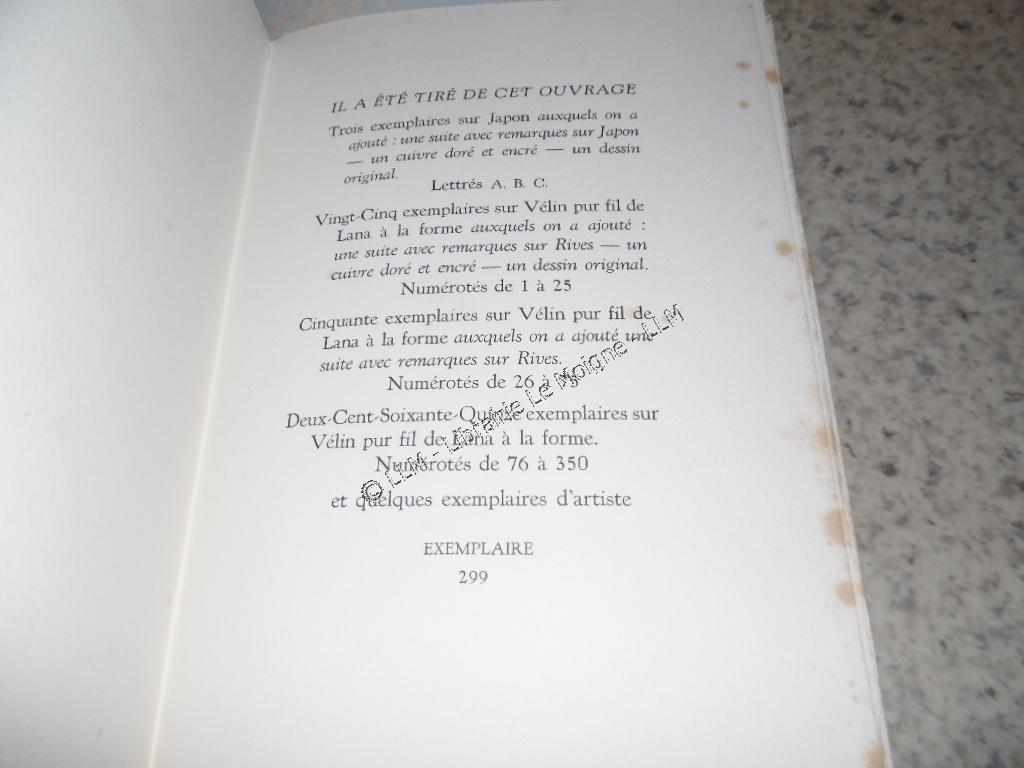 IL A ÉTÉ TIRÉ DE CET OUVRAGE
Trois exemplaires sur Japon auxquels on a
ajouté : une suite avec remarques sur Japon
— un cuivre doré et encré — un dessin
original.
Lettrés A. B. C.
Vingt-Cinq exemplaires sur Vélin pur fil de
Lana à la forme auxquels on a ajouté :
une suite avec remarques sur Rives — un
cuivre doré et encré — un dessin original.
Numérotés de 1 à 25
Cinquante exemplaires sur Vélin pur fil de
Lana à la forme auxquels on a ajouté une
suite avec remarques sur Rives.
Numérotés de 26 à
Deux-Cent-Soixante-Quinze exemplaires sur
Vélin pur fil de Lana à la forme.
Numérotés de 76 à 350
et quelques exemplaires d'artiste
EXEMPLAIRE
299
© LLM - Librairie Le Moigne - LLM